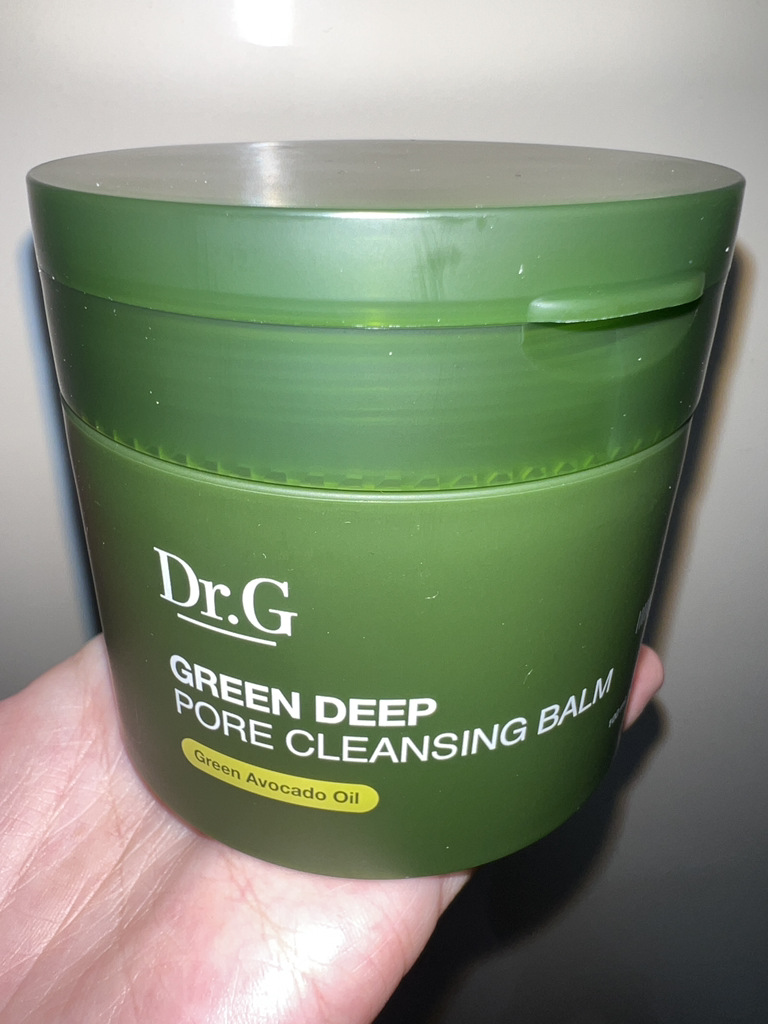 Dr.G
GREEN DEEP
PORE CLEANSING BALM
Green Avocado Oil